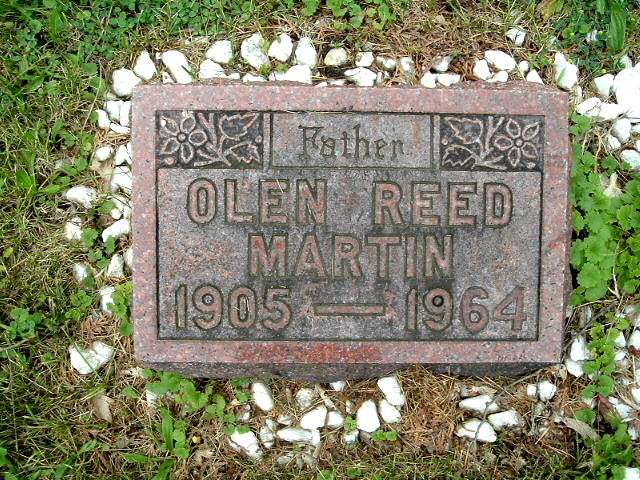 Father
OLEN REED
MARTIN
1905 — 1964